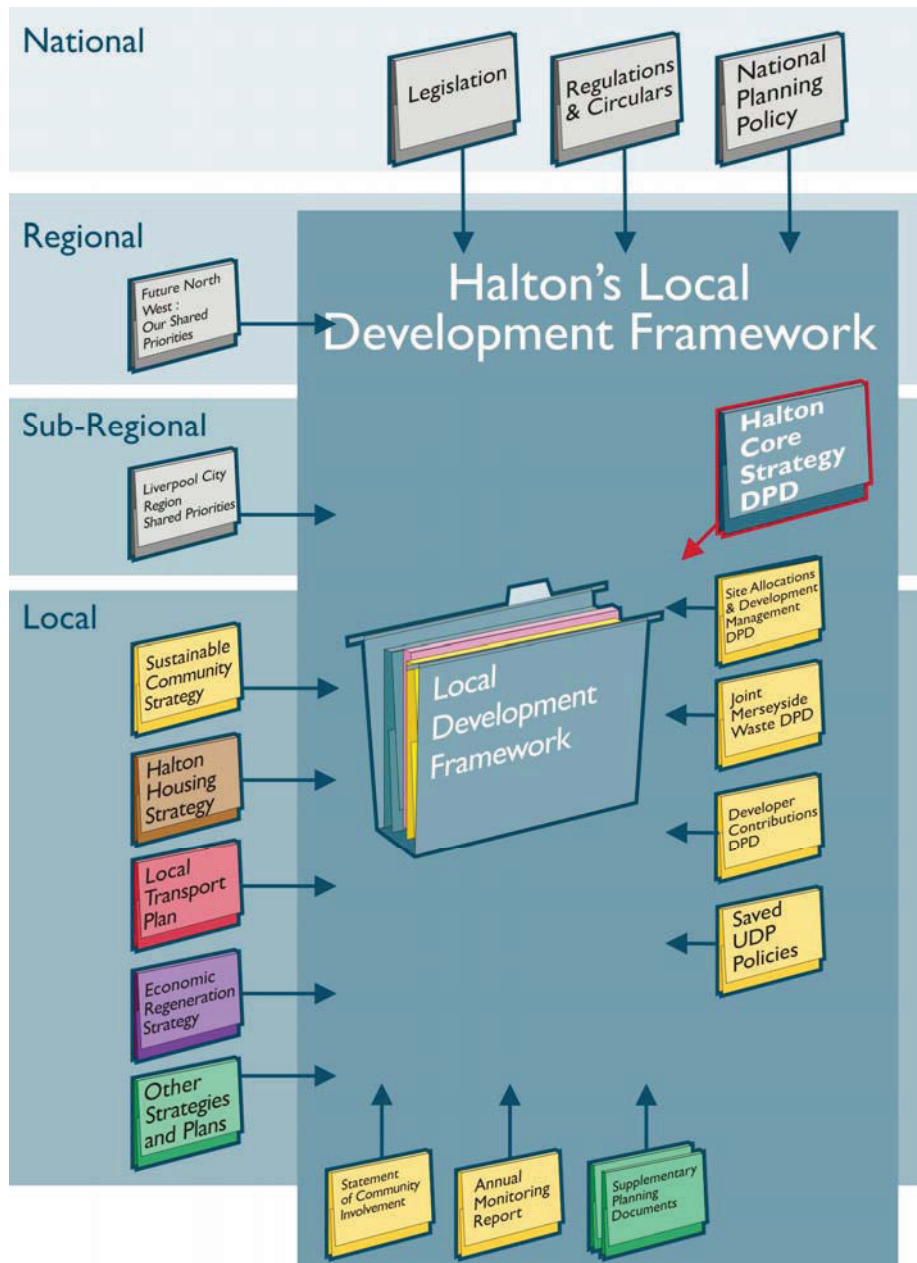 National
Legislation
Regulations
& Circulars
National
Planning
Policy
Regional
Future North
West :
Our Shared
Priorities
Halton's Local
Development Framework
Sub-Regional
Liverpool City
Region
Shared Priorities
Halton
Core
Strategy
DPD
Local
Sustainable
Community
Strategy
Halton
Housing
Strategy
Local
Transport
Plan
Economic
Regeneration
Strategy
Other
Strategies
and Plans
Local
Development
Framework
Site Allocations
& Development
Management
DPD
Joint
Merseyside
Waste DPD
Developer
Contributions
DPD
Saved
UDP
Policies
Statement
of Community
Involvement
Annual
Monitoring
Report
Supplementary
Planning
Documents